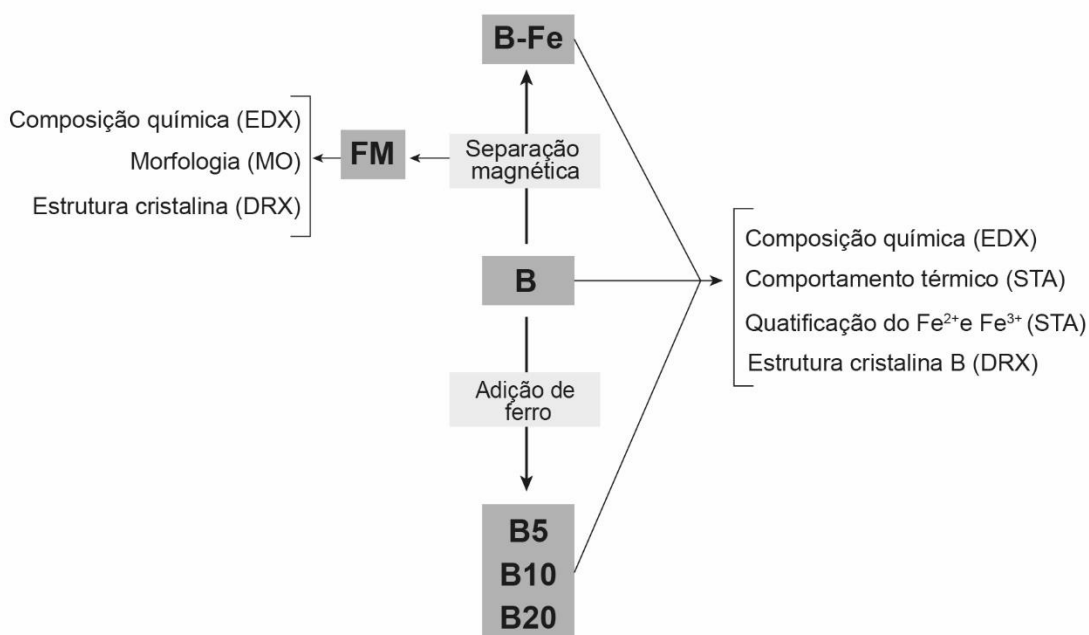 B-Fe
Composição química (EDX)
Morfologia (MO)
Estrutura cristalina (DRX)
FM
Separação
magnética
B
Composição química (EDX)
Comportamento térmico (STA)
Quatificação do Fe²⁺e Fe³⁺ (STA)
Estrutura cristalina B (DRX)
Adição de
ferro
B5
B10
B20